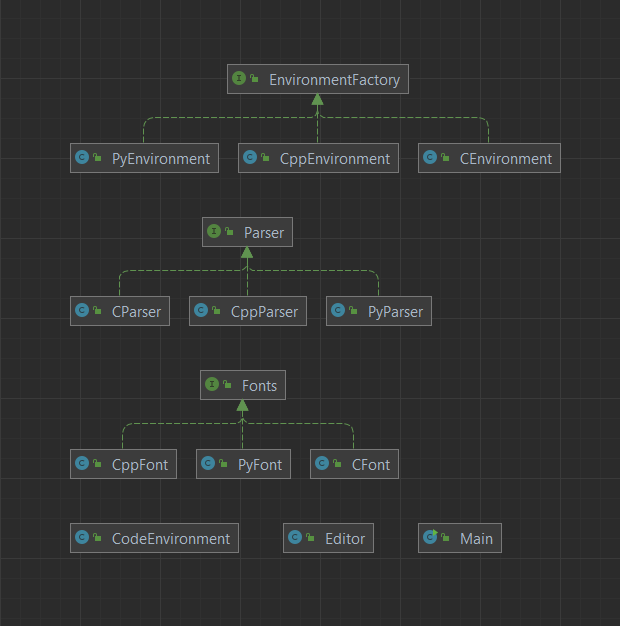 EnvironmentFactory
PyEnvironment CppEnvironment CEnvironment
Parser
CParser CppParser PyParser
Fonts
CppFont PyFont CFont
CodeEnvironment Editor Main